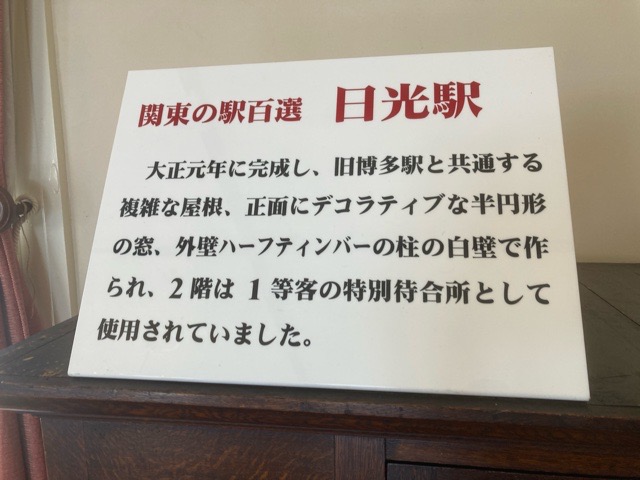 関東の駅百選 日光駅
大正元年に完成し、旧博多駅と共通する
複雑な屋根、正面にデコラティブな半円形
の窓、外壁ハーフティンバーの柱の白壁で作
られ、2階は1等客の特別待合所として
使用されていました。